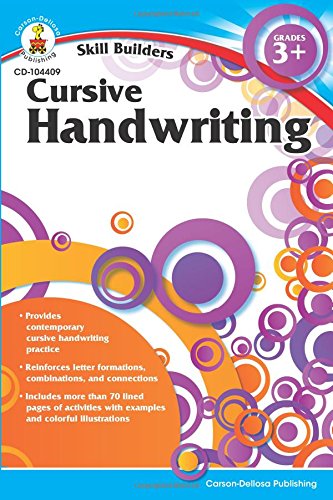 Carson-Dellosa
Publishing
CD-104409
Skill Builders
GRADES
3+
Cursive
Handwriting
• Provides
contemporary
cursive handwriting
practice
• Reinforces letter formations,
combinations, and connections
• Includes more than 70 lined
pages of activities with examples
and colorful illustrations
Carson-Dellosa Publishing